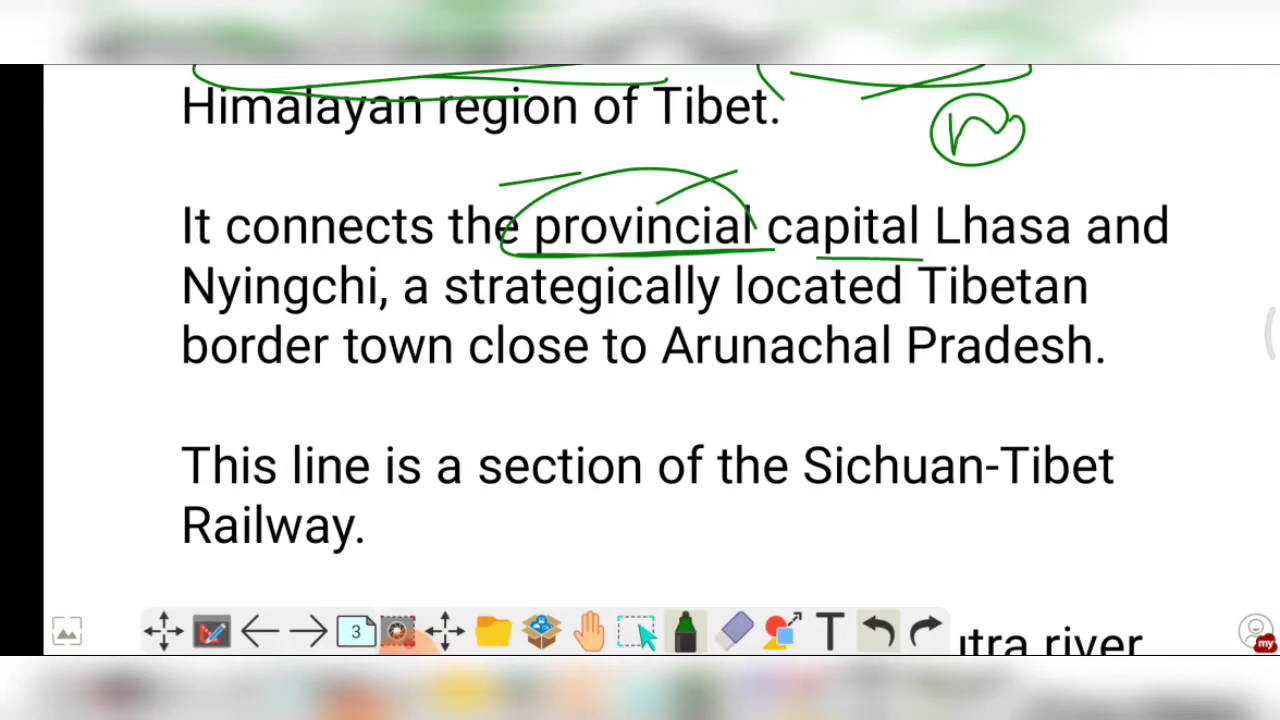 Himalayan region of Tibet.
It connects the provincial capital Lhasa and
Nyingchi, a strategically located Tibetan
border town close to Arunachal Pradesh.
This line is a section of the Sichuan-Tibet
Railway.
3
T
river
my